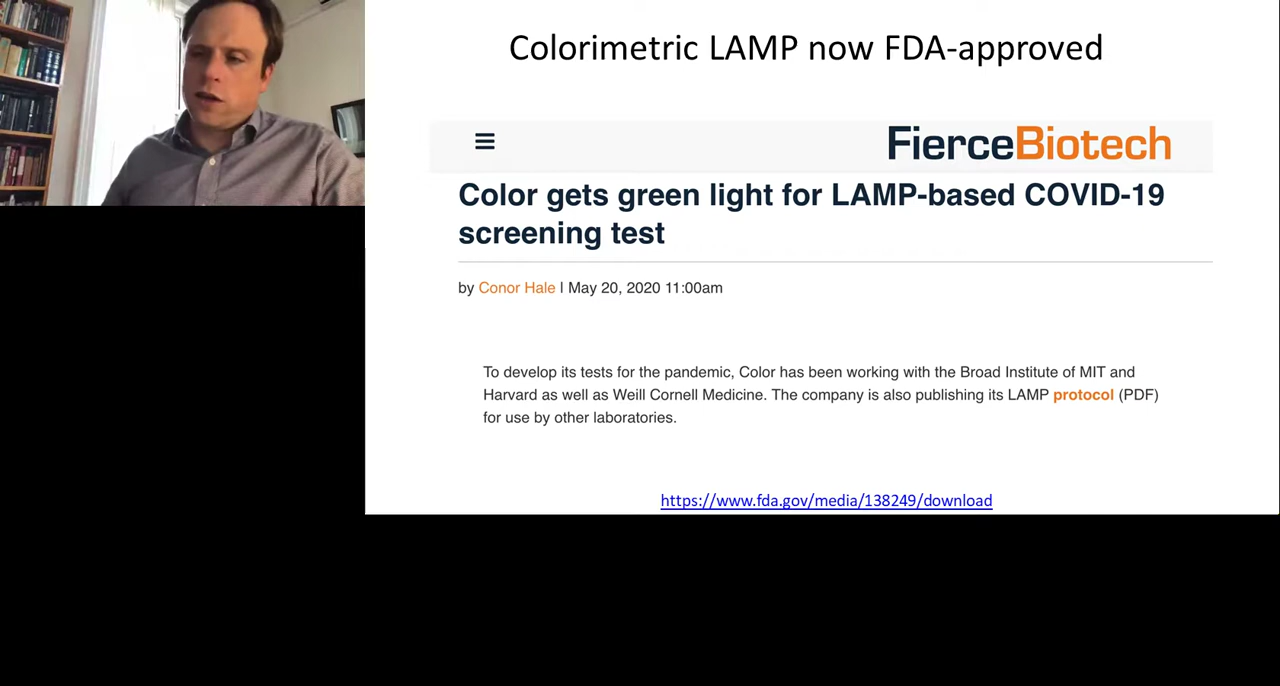 Colorimetric LAMP now FDA-approved
FierceBiotech
Color gets green light for LAMP-based COVID-19
screening test
by Conor Hale I May 20, 2020 11:00am
To develop its tests for the pandemic, Color has been working with the Broad Institute of MIT and
Harvard as well as Weill Cornell Medicine. The company is also publishing its LAMP protocol (PDF)
for use by other laboratories.
https://www.fda.gov/media/138249/download